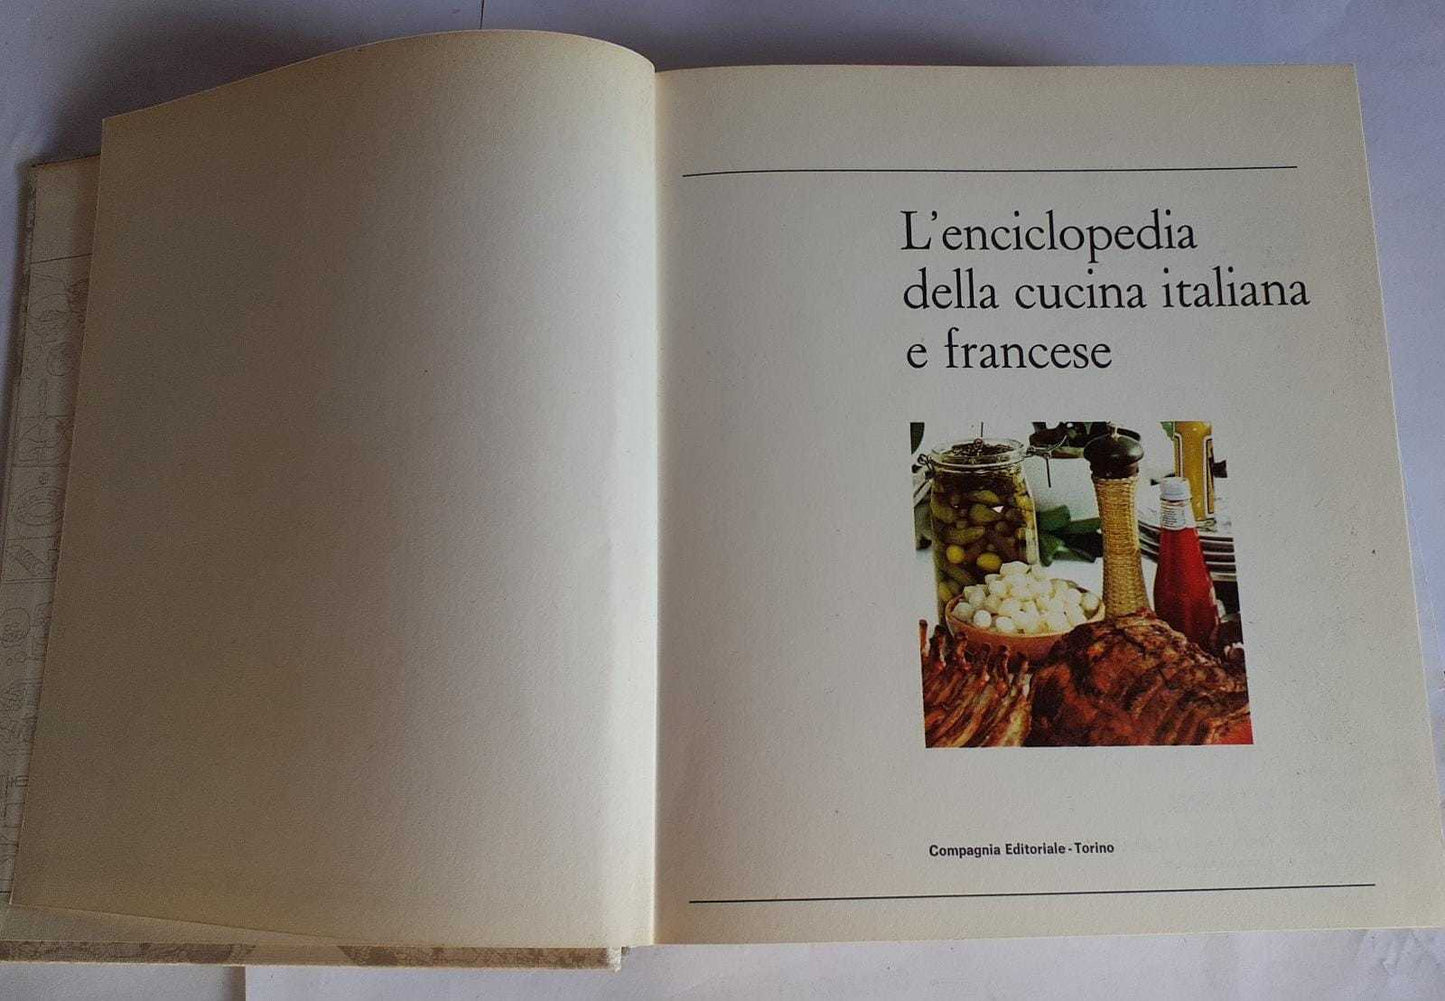 L'enciclopedia
della cucina italiana
e francese
Compagnia Editoriale - Torino